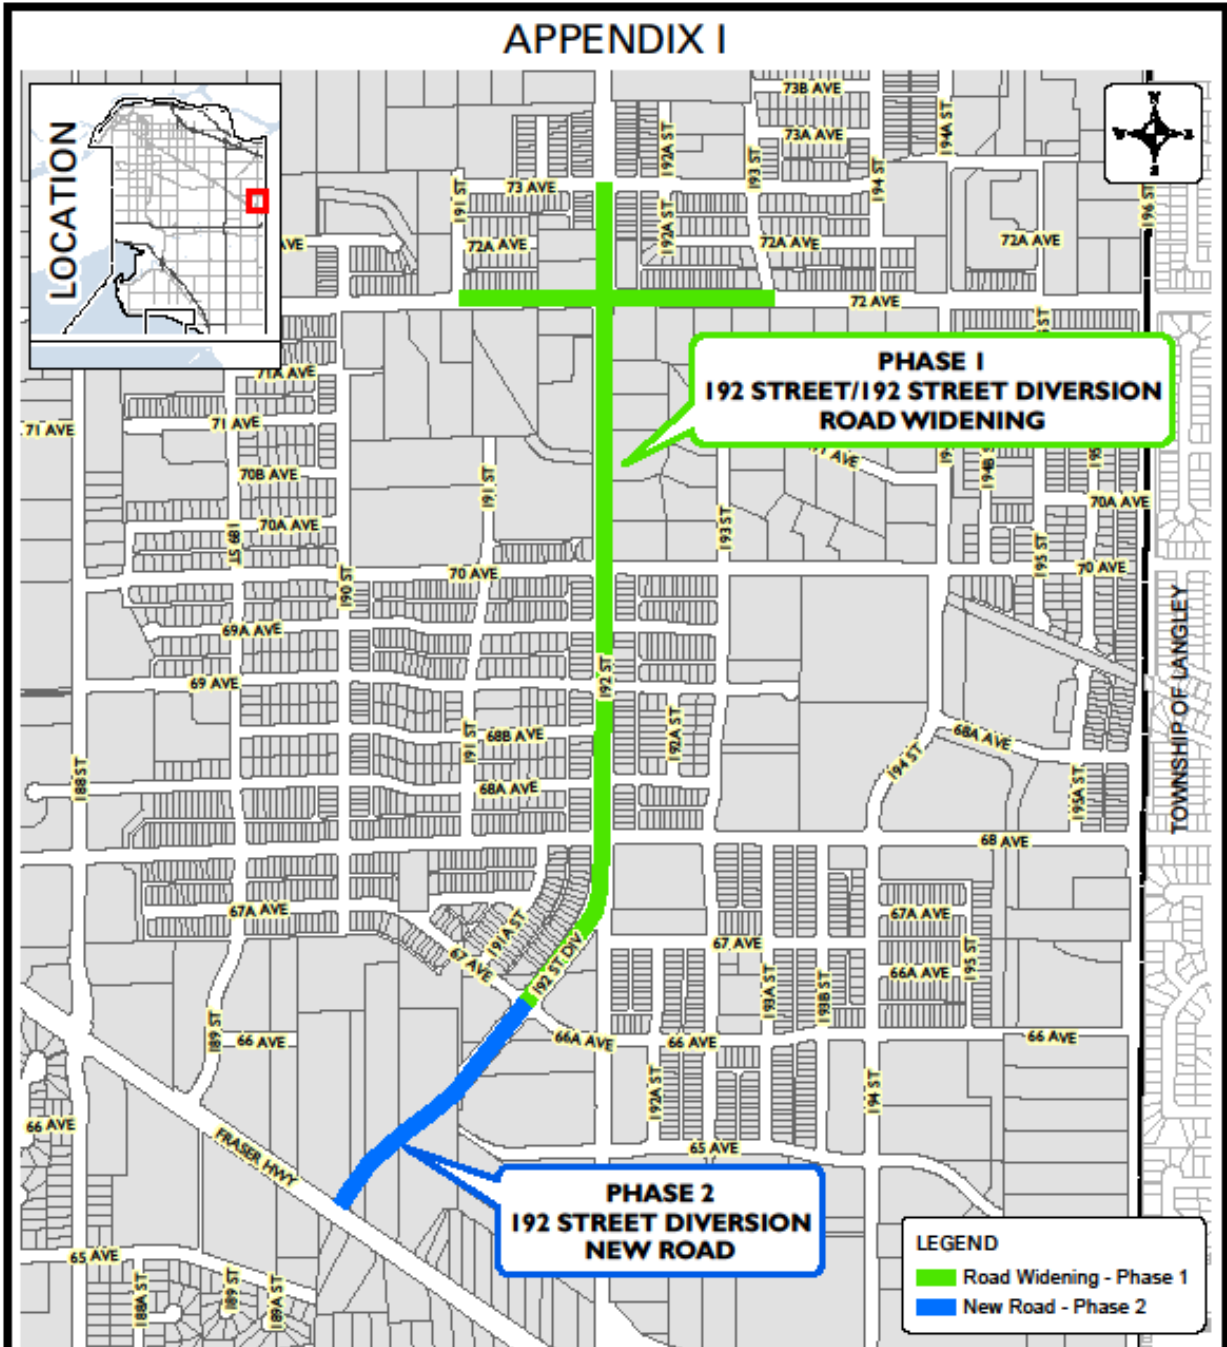 APPENDIX I
LOCATION
73B AVE
73A AVE
192A ST
193 ST
194 ST
194A ST
196 ST
191 ST
73 AVE
192A ST
72A AVE
72A AVE
72A AVE
AVE
72 AVE
PHASE 1
192 STREET/192 STREET DIVERSION
ROAD WIDENING
71A AVE
71 AVE
71 AVE
70B AVE
191 ST
194B S
195
70A AVE
70A AVE
189 ST
193 ST
195 ST
70 AVE
70 AVE
190 ST
69A AVE
69 AVE
192 ST
TOWNSHIP OF LANGLEY
191 ST
68B AVE
192A ST
68A AVE
188 ST
68A AVE
194 ST
195A ST
68 AVE
67A AVE
67A AVE
191A ST
67 AVE
192 ST DIV
67 AVE
195 ST
66A AVE
193A ST
193B ST
189 ST
66 AVE
66A AVE
66 AVE
66 AVE
192A ST
194 ST
66 AVE
FRASER HWY
65 AVE
PHASE 2
192 STREET DIVERSION
NEW ROAD
65 AVE
188A ST
189 ST
189A ST
LEGEND
Road Widening - Phase 1
New Road - Phase 2